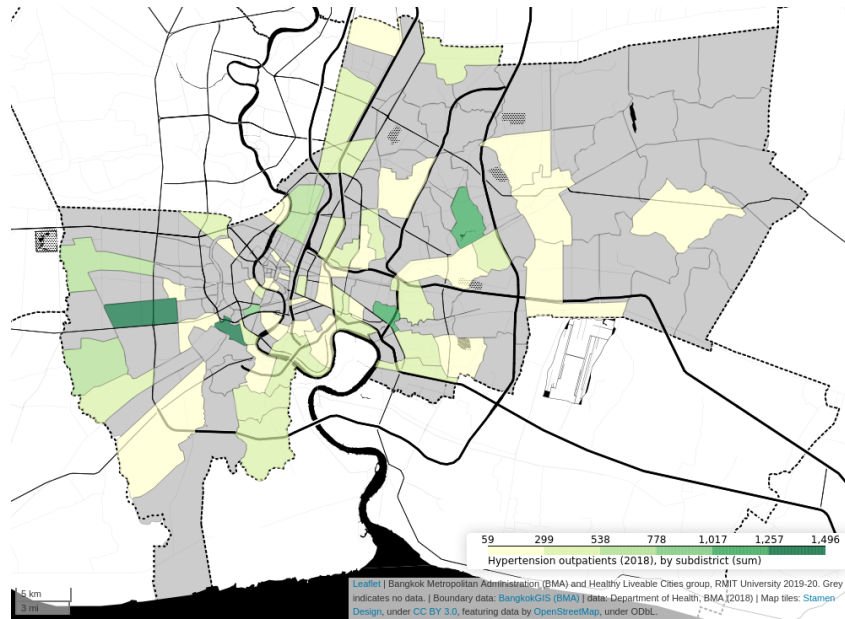 59 299 538 778 1,017 1,257 1,496
Hypertension outpatients (2018), by subdistrict (sum)
5 km
3 mi
Leaflet | Bangkok Metropolitan Administration (BMA) and Healthy Liveable Cities group, RMIT University 2019-20. Grey
indicates no data. | Boundary data: BangkokGIS (BMA) | data: Department of Health, BMA (2018) | Map tiles: Stamen
Design, under CC BY 3.0, featuring data by OpenStreetMap, under ODbL.